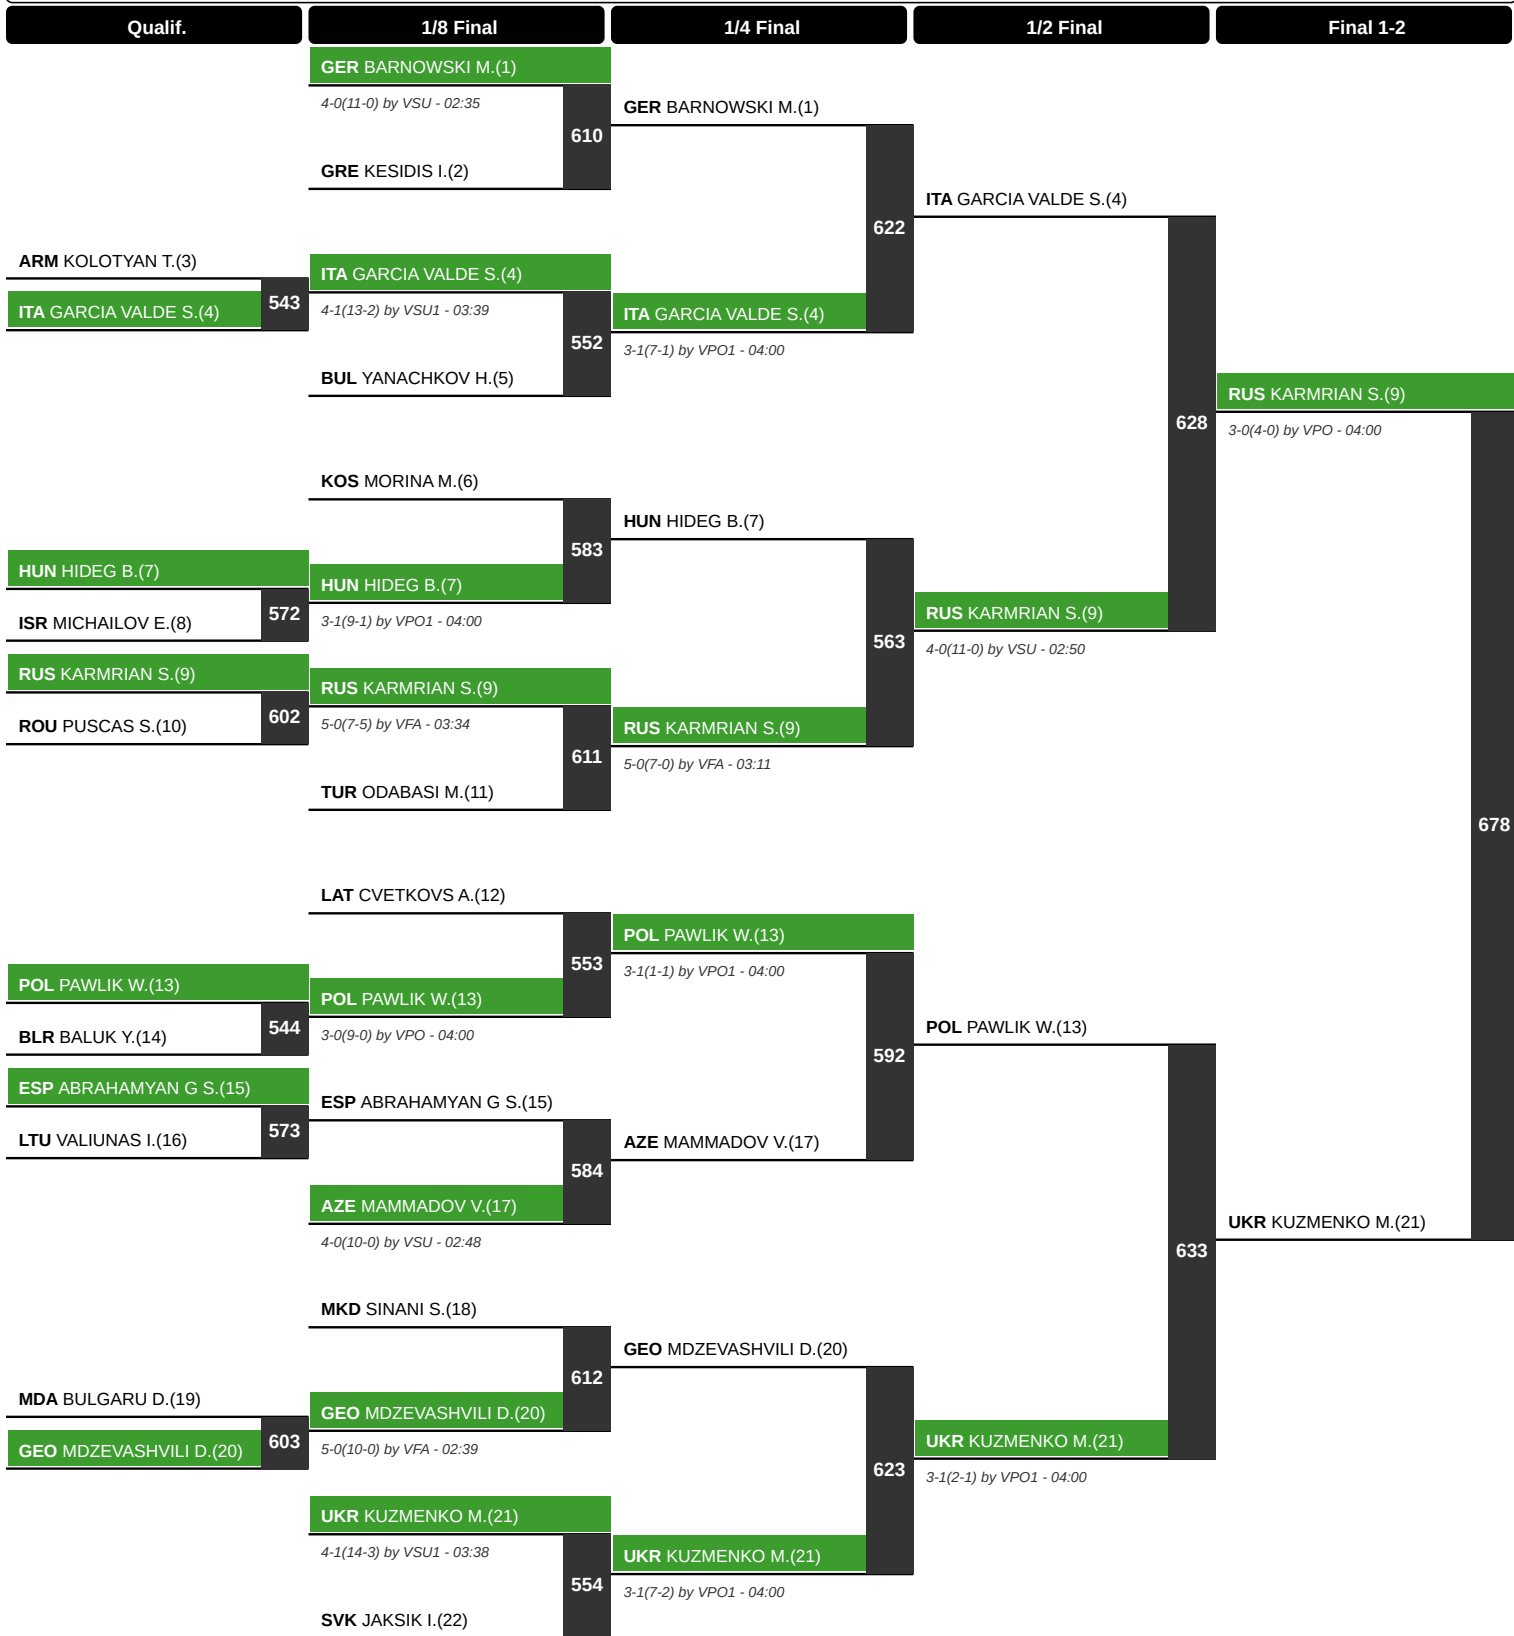 Qualif.
1/8 Final
1/4 Final
1/2 Final
Final 1-2
GER BARNOWSKI M.(1)
4-0(11-0) by VSU - 02:35
610
GRE KESIDIS I.(2)
GER BARNOWSKI M.(1)
622
ITA GARCIA VALDE S.(4)
ARM KOLOTYAN T.(3)
543
ITA GARCIA VALDE S.(4)
ITA GARCIA VALDE S.(4)
4-1(13-2) by VSU1 - 03:39
552
BUL YANACHKOV H.(5)
ITA GARCIA VALDE S.(4)
3-1(7-1) by VPO1 - 04:00
628
RUS KARMRIAN S.(9)
3-0(4-0) by VPO - 04:00
KOS MORINA M.(6)
583
HUN HIDEG B.(7)
HUN HIDEG B.(7)
572
ISR MICHAILOV E.(8)
HUN HIDEG B.(7)
3-1(9-1) by VPO1 - 04:00
563
RUS KARMRIAN S.(9)
4-0(11-0) by VSU - 02:50
RUS KARMRIAN S.(9)
602
ROU PUSCAS S.(10)
RUS KARMRIAN S.(9)
5-0(7-5) by VFA - 03:34
611
TUR ODABASI M.(11)
RUS KARMRIAN S.(9)
5-0(7-0) by VFA - 03:11
678
LAT CVETKOVS A.(12)
553
POL PAWLIK W.(13)
3-1(1-1) by VPO1 - 04:00
POL PAWLIK W.(13)
544
BLR BALUK Y.(14)
POL PAWLIK W.(13)
3-0(9-0) by VPO - 04:00
592
POL PAWLIK W.(13)
ESP ABRAHAMYAN G S.(15)
573
LTU VALIUNAS I.(16)
ESP ABRAHAMYAN G S.(15)
584
AZE MAMMADOV V.(17)
AZE MAMMADOV V.(17)
4-0(10-0) by VSU - 02:48
633
UKR KUZMENKO M.(21)
MKD SINANI S.(18)
612
GEO MDZEVASHVILI D.(20)
MDA BULGARU D.(19)
603
GEO MDZEVASHVILI D.(20)
GEO MDZEVASHVILI D.(20)
5-0(10-0) by VFA - 02:39
623
UKR KUZMENKO M.(21)
3-1(2-1) by VPO1 - 04:00
UKR KUZMENKO M.(21)
4-1(14-3) by VSU1 - 03:38
554
SVK JAKSIK I.(22)
UKR KUZMENKO M.(21)
3-1(7-2) by VPO1 - 04:00